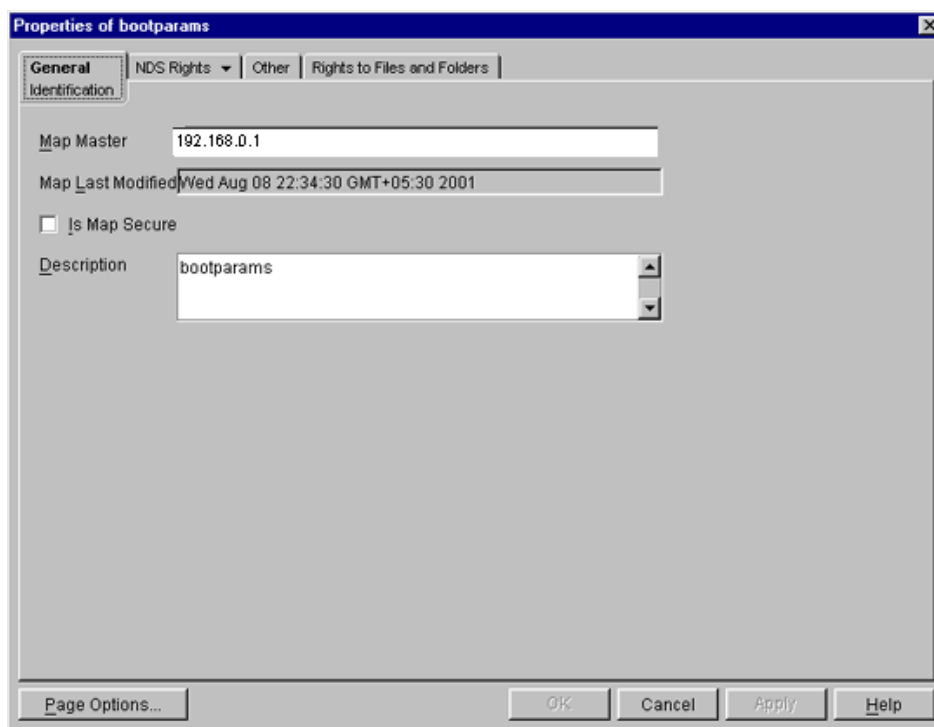 Properties of bootparams
General
NDS Rights
Other
Rights to Files and Folders
Identification
Map Master
192.168.0.1
Map Last Modified
Wed Aug 08 22:34:30 GMT+05:30 2001
Is Map Secure
Description
bootparams
Page Options...
OK
Cancel
Apply
Help